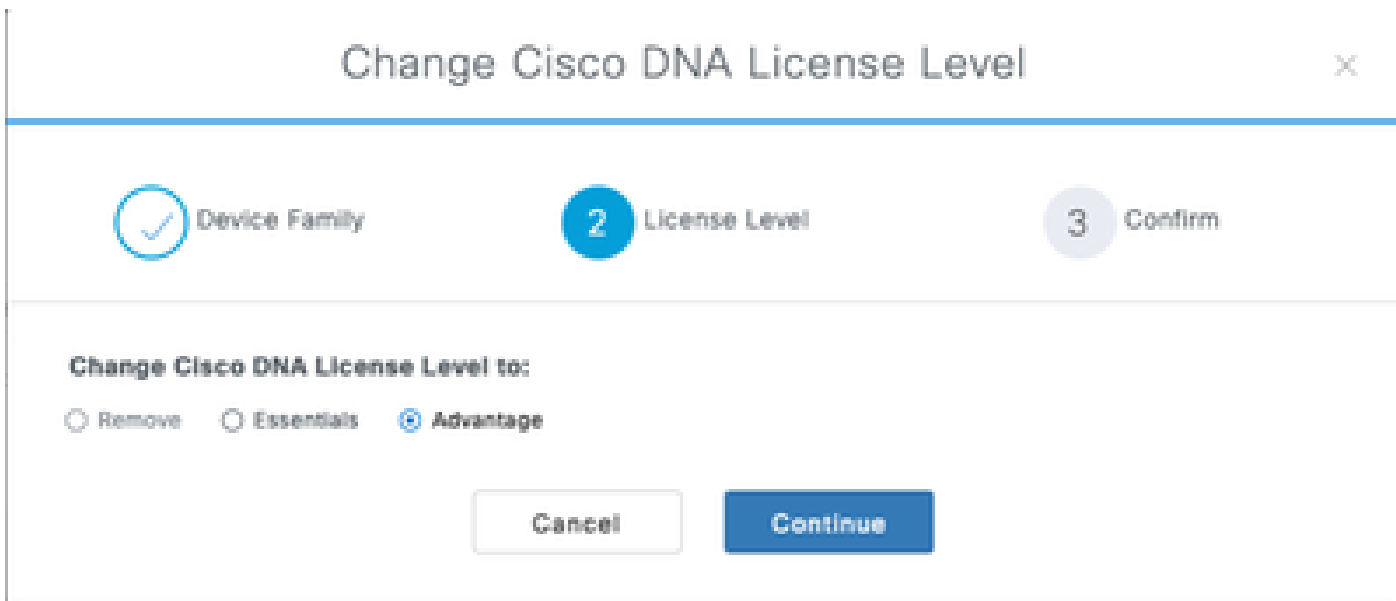 Change Cisco DNA License Level
Device Family 2 License Level 3 Confirm
Change Cisco DNA License Level to:
Remove Essentials Advantage
Cancel Continue